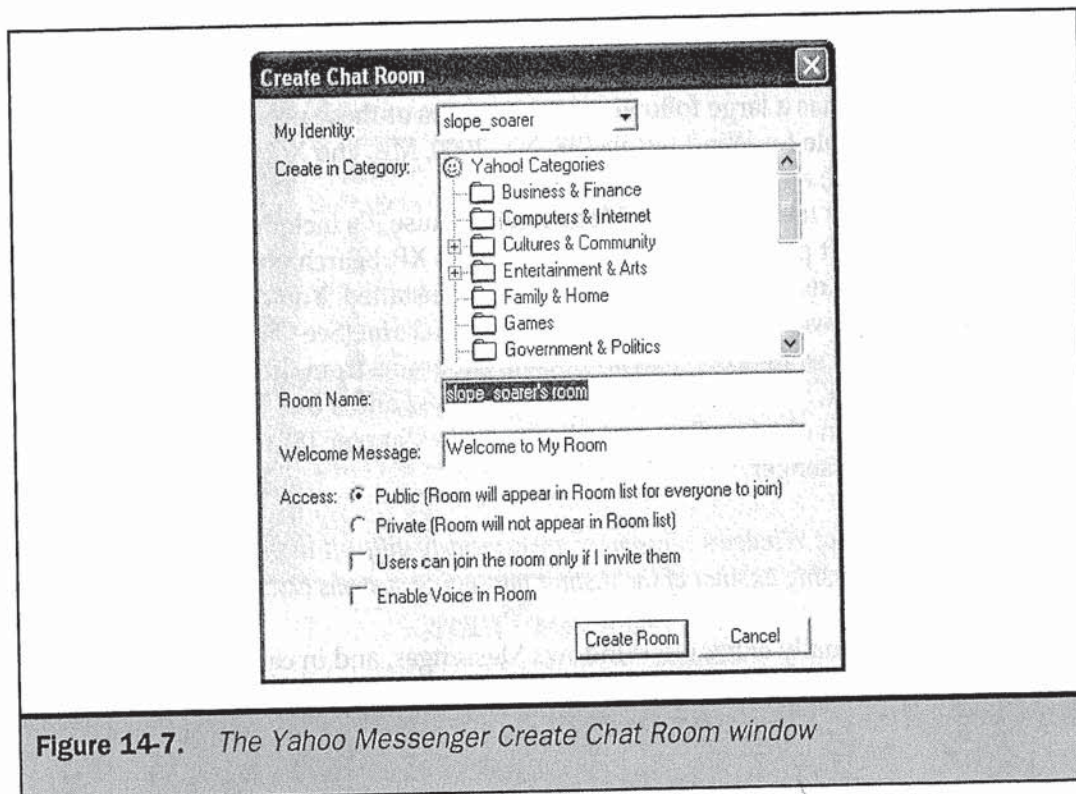 Create Chat Room
My Identity: slope_soarer
Create in Category: Yahoo! Categories
Business & Finance
Computers & Internet
Cultures & Community
Entertainment & Arts
Family & Home
Games
Government & Politics
Room Name: slope_soarer's room
Welcome Message: Welcome to My Room
Access: Public (Room will appear in Room list for everyone to join)
Private (Room will not appear in Room list)
Users can join the room only if I invite them
Enable Voice in Room
Create Room Cancel
Figure 14-7. The Yahoo Messenger Create Chat Room window